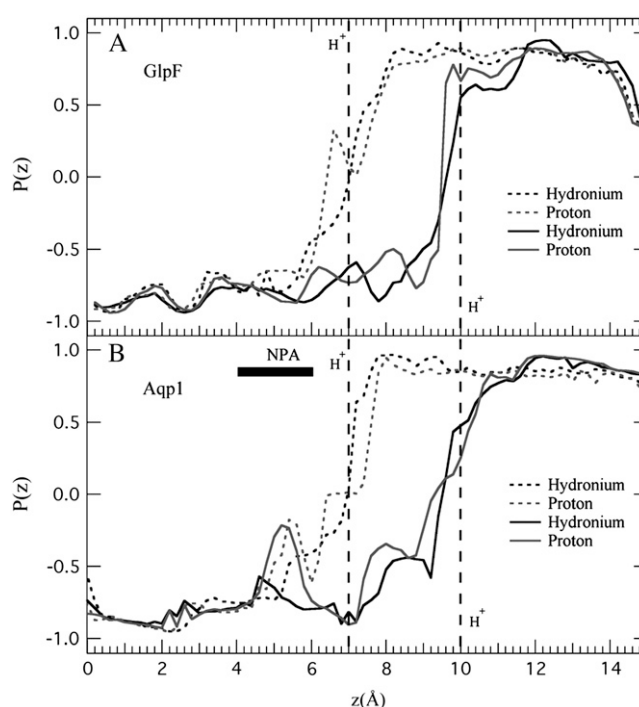 A
GlpF
H+
P(z)
1.0
0.5
0.0
-0.5
-1.0
Hydronium
Proton
Hydronium
Proton
H+
B
NPA
H+
Aqp1
P(z)
1.0
0.5
0.0
-0.5
-1.0
Hydronium
Proton
Hydronium
Proton
H+
0 2 4 6 8 10 12 14
z(Å)